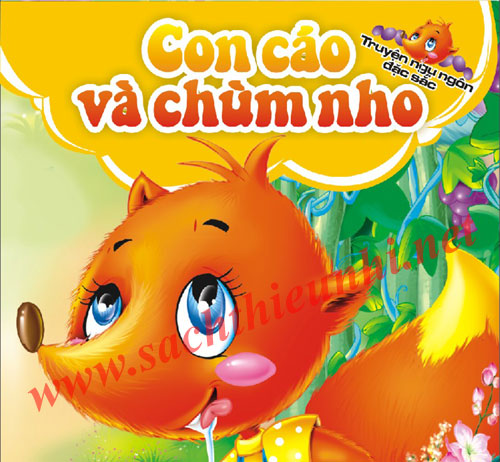 Con cáo
và chùm nho
Truyện ngụ ngôn
đặc sắc
www.sachthieunhi.net